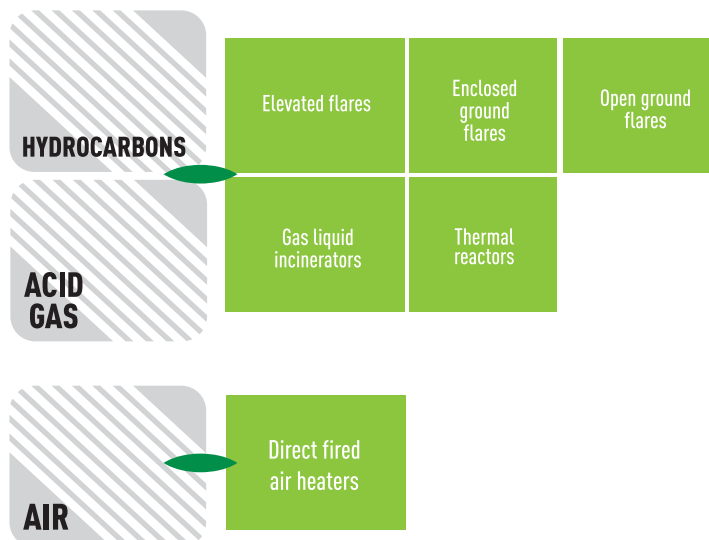 HYDROCARBONS
Elevated flares
Enclosed
ground
flares
Open ground
flares
ACID
GAS
Gas liquid
incinerators
Thermal
reactors
AIR
Direct fired
air heaters